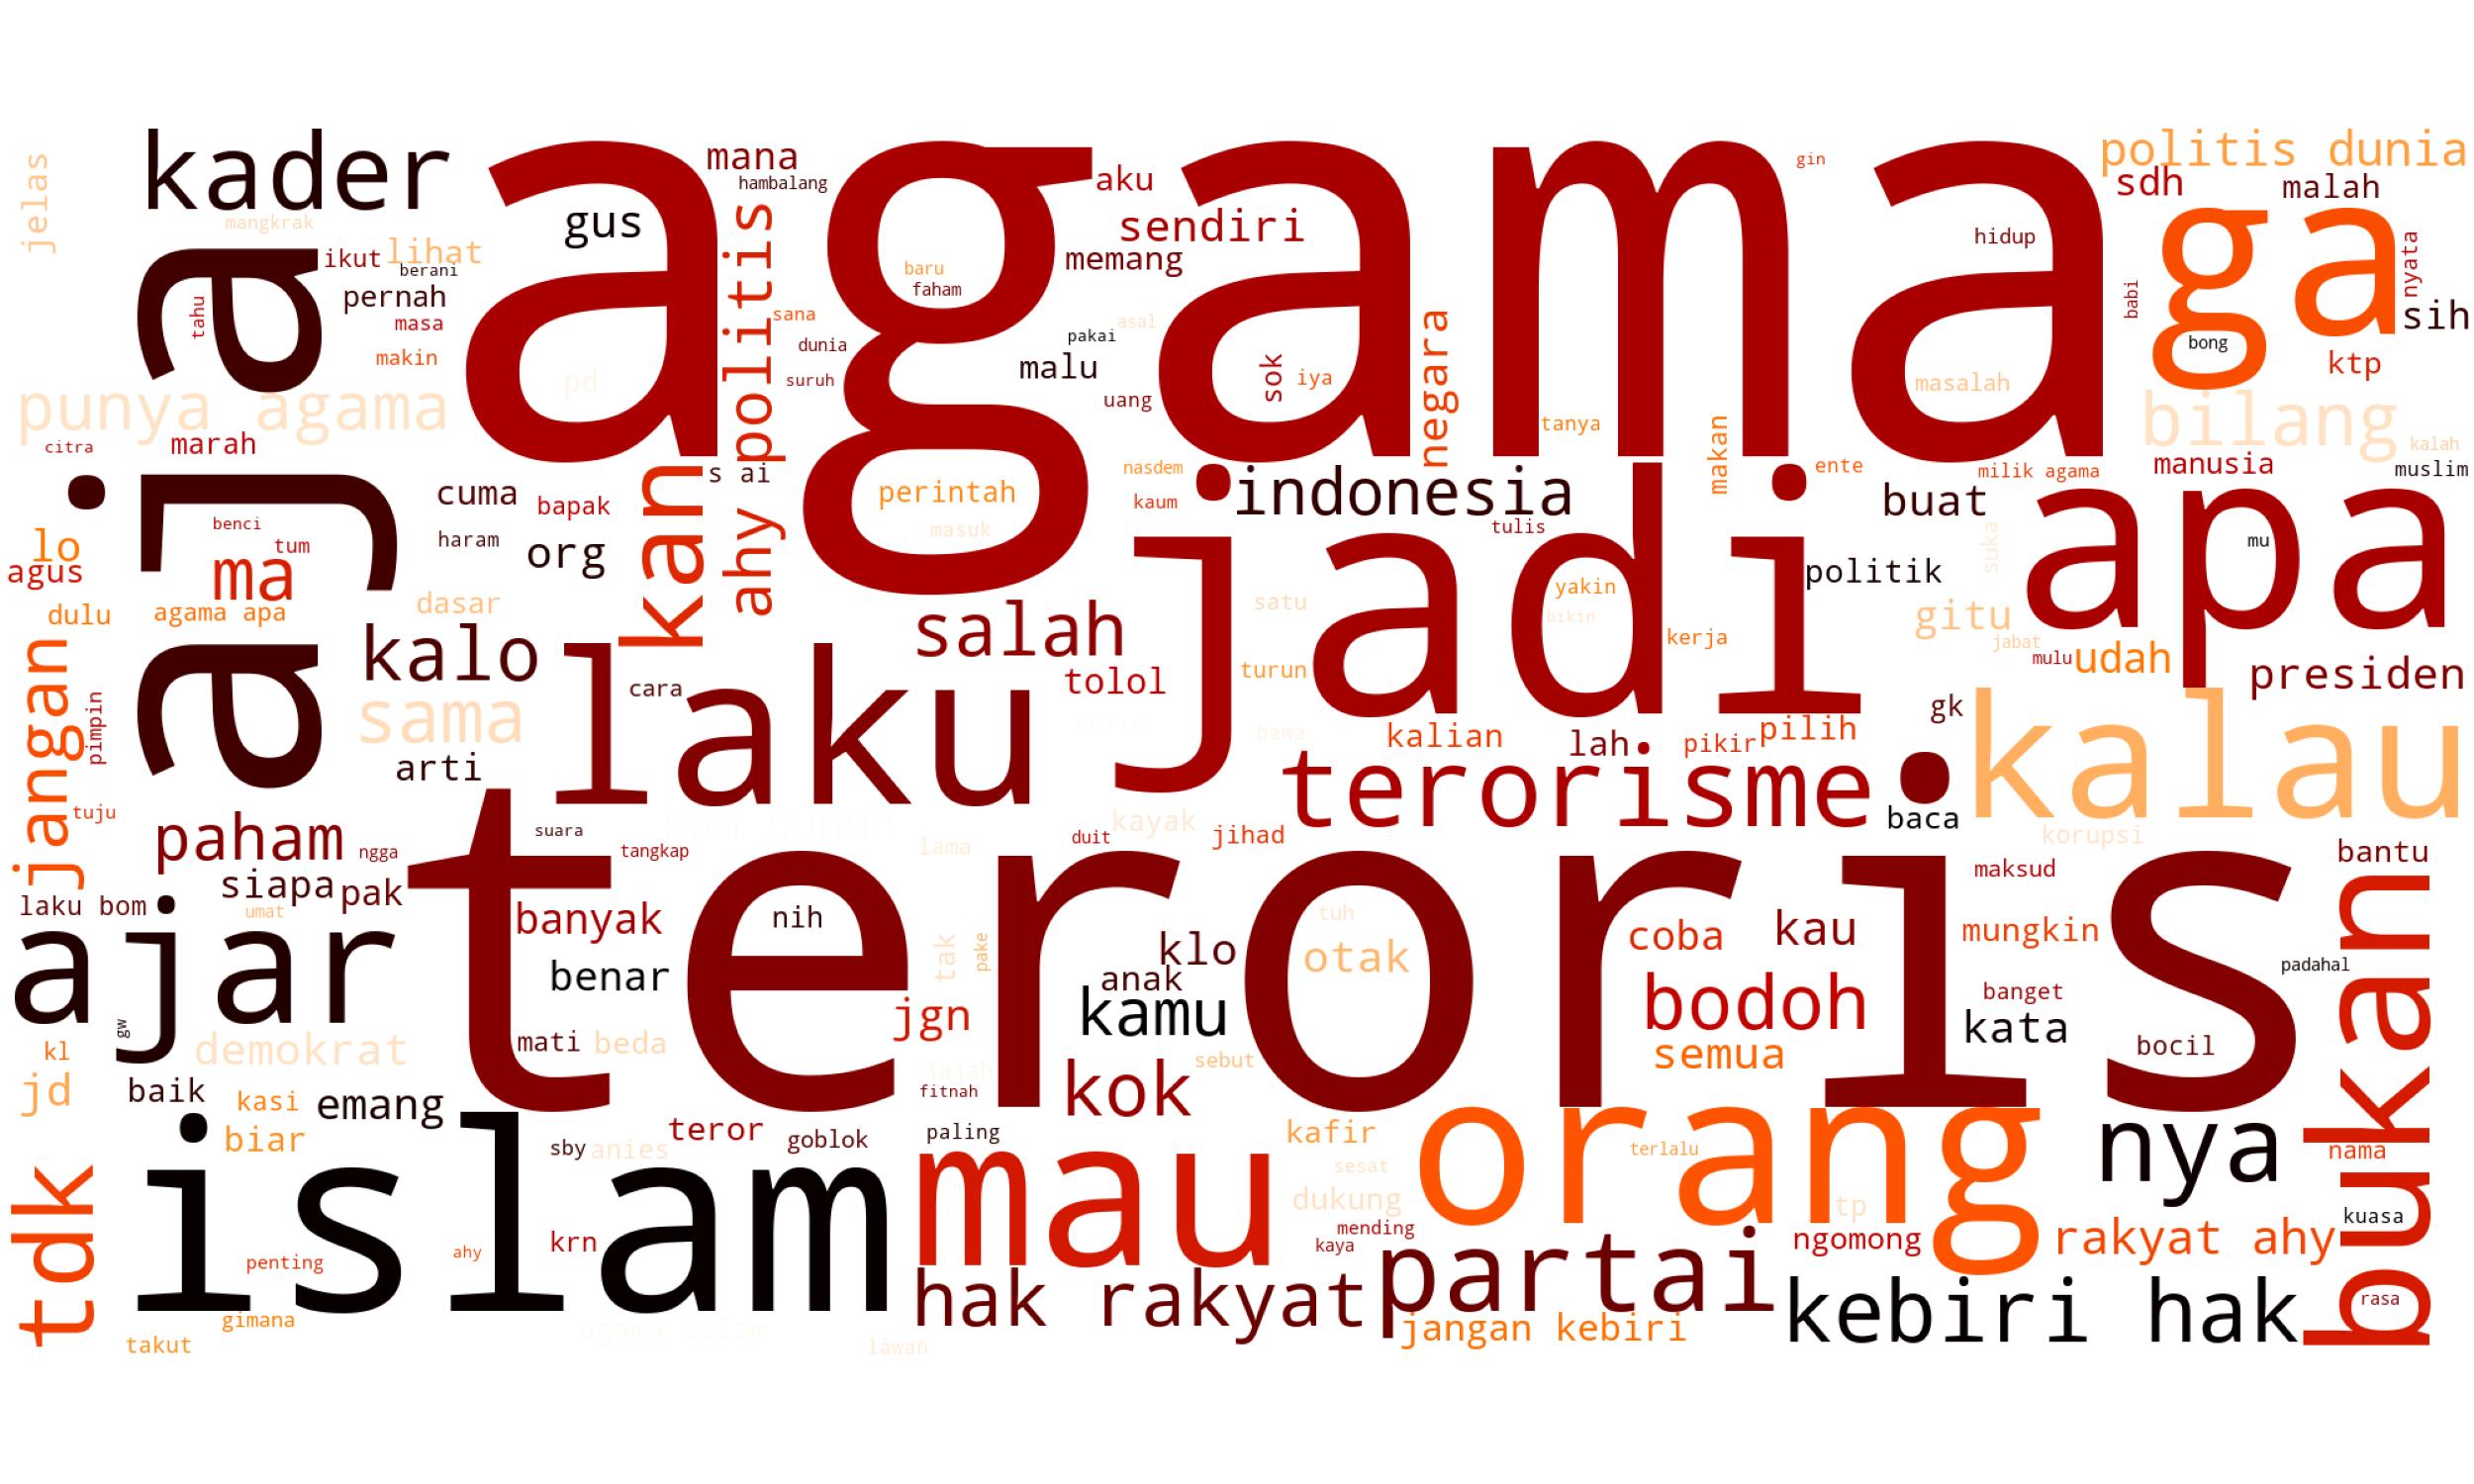 agama
teroris
jadi
islam
aja
laku
apa
orang
mau
kalau
ga
ajar
bukan
kader
partai
nya
terorisme
kebiri hak
hak rakyat
kan
tdk
jangan
salah
kalo
sama
bodoh
kok
kamu
paham
ma
indonesia
ahy politis
punya agama
bilang
politis dunia
jelas
mangkrak
ikut
lihat
berani
pernah
masa
makin
tahu
gus
mana
hambalang
aku
sendiri
memang
baru
faham
sana
dunia
suruh
pd
malu
pakai
asal
uang
sok
iya
negara
gin
hidup
masalah
tanya
makan
ente
sdh
malah
nyata
babi
sih
bong
ktp
kalah
muslim
manusia
milik agama
citra
marah
lo
agus
benci
tum
dulu
agama apa
cuma
bapak
haram
org
dasar
s ai
perintah
masuk
nasdem
kaum
tulis
buat
politik
suka
mu
yakin
bikin
satu
turun
kerja
gitu
jabat
mulu
udah
presiden
gk
pimpin
tuju
arti
cara
tolol
bawa
kalian
lah
pikir
pilih
baca
korupsi
bantu
ngga
siapa
pak
laku bom
umat
suara
tangkap
banyak
nih
benar
lama
kayak
duit
jihad
tak
pake
klo
anak
tuh
otak
coba
kau
maksud
mungkin
padahal
banget
kata
bocil
semua
gw
kl
jd
demokrat
baik
kasi
biar
emang
mati
beda
jgn
jajah
fitnah
sebut
teror
goblok
paling
sby
anies
kafir
sesat
dukung
mending
kaya
terlalu
tp
ngomong
rakyat ahy
nama
kuasa
rasa
krn
ahy
penting
gimana
takut
agama islam
lawan
jangan kebiri